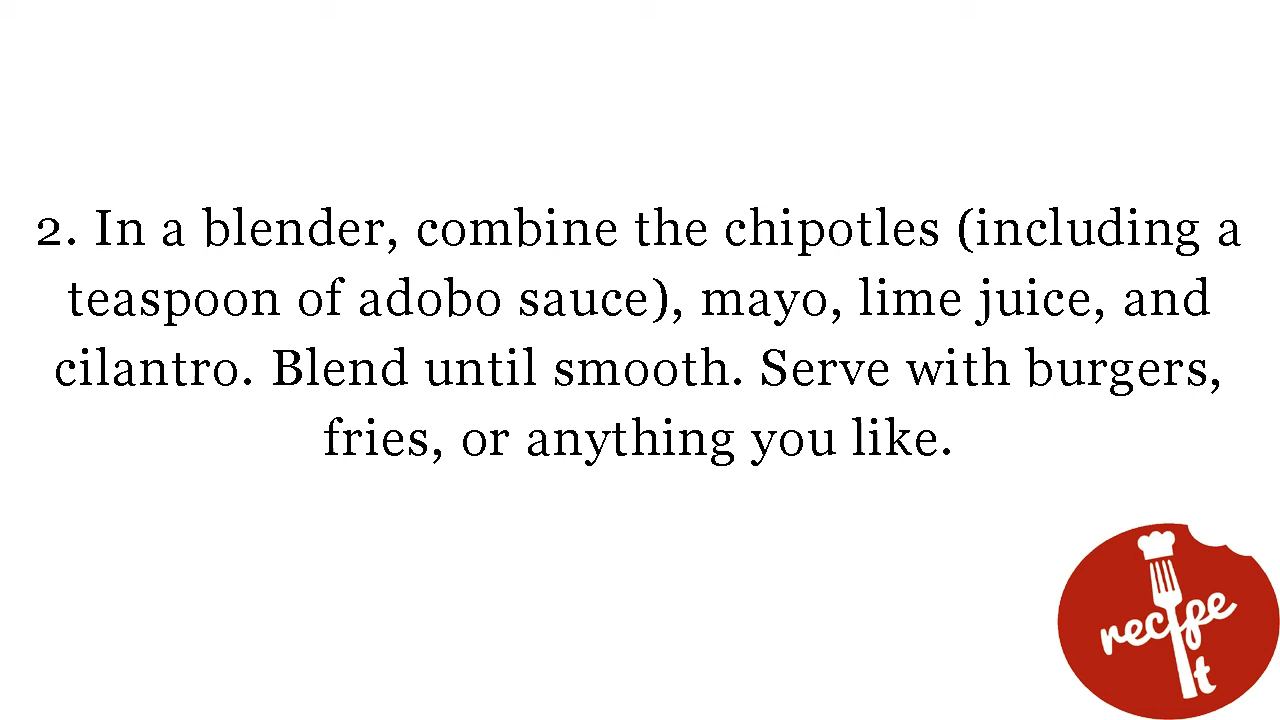 2. In a blender, combine the chipotles (including a
teaspoon of adobo sauce), mayo, lime juice, and
cilantro. Blend until smooth. Serve with burgers,
fries, or anything you like.
recipe
It